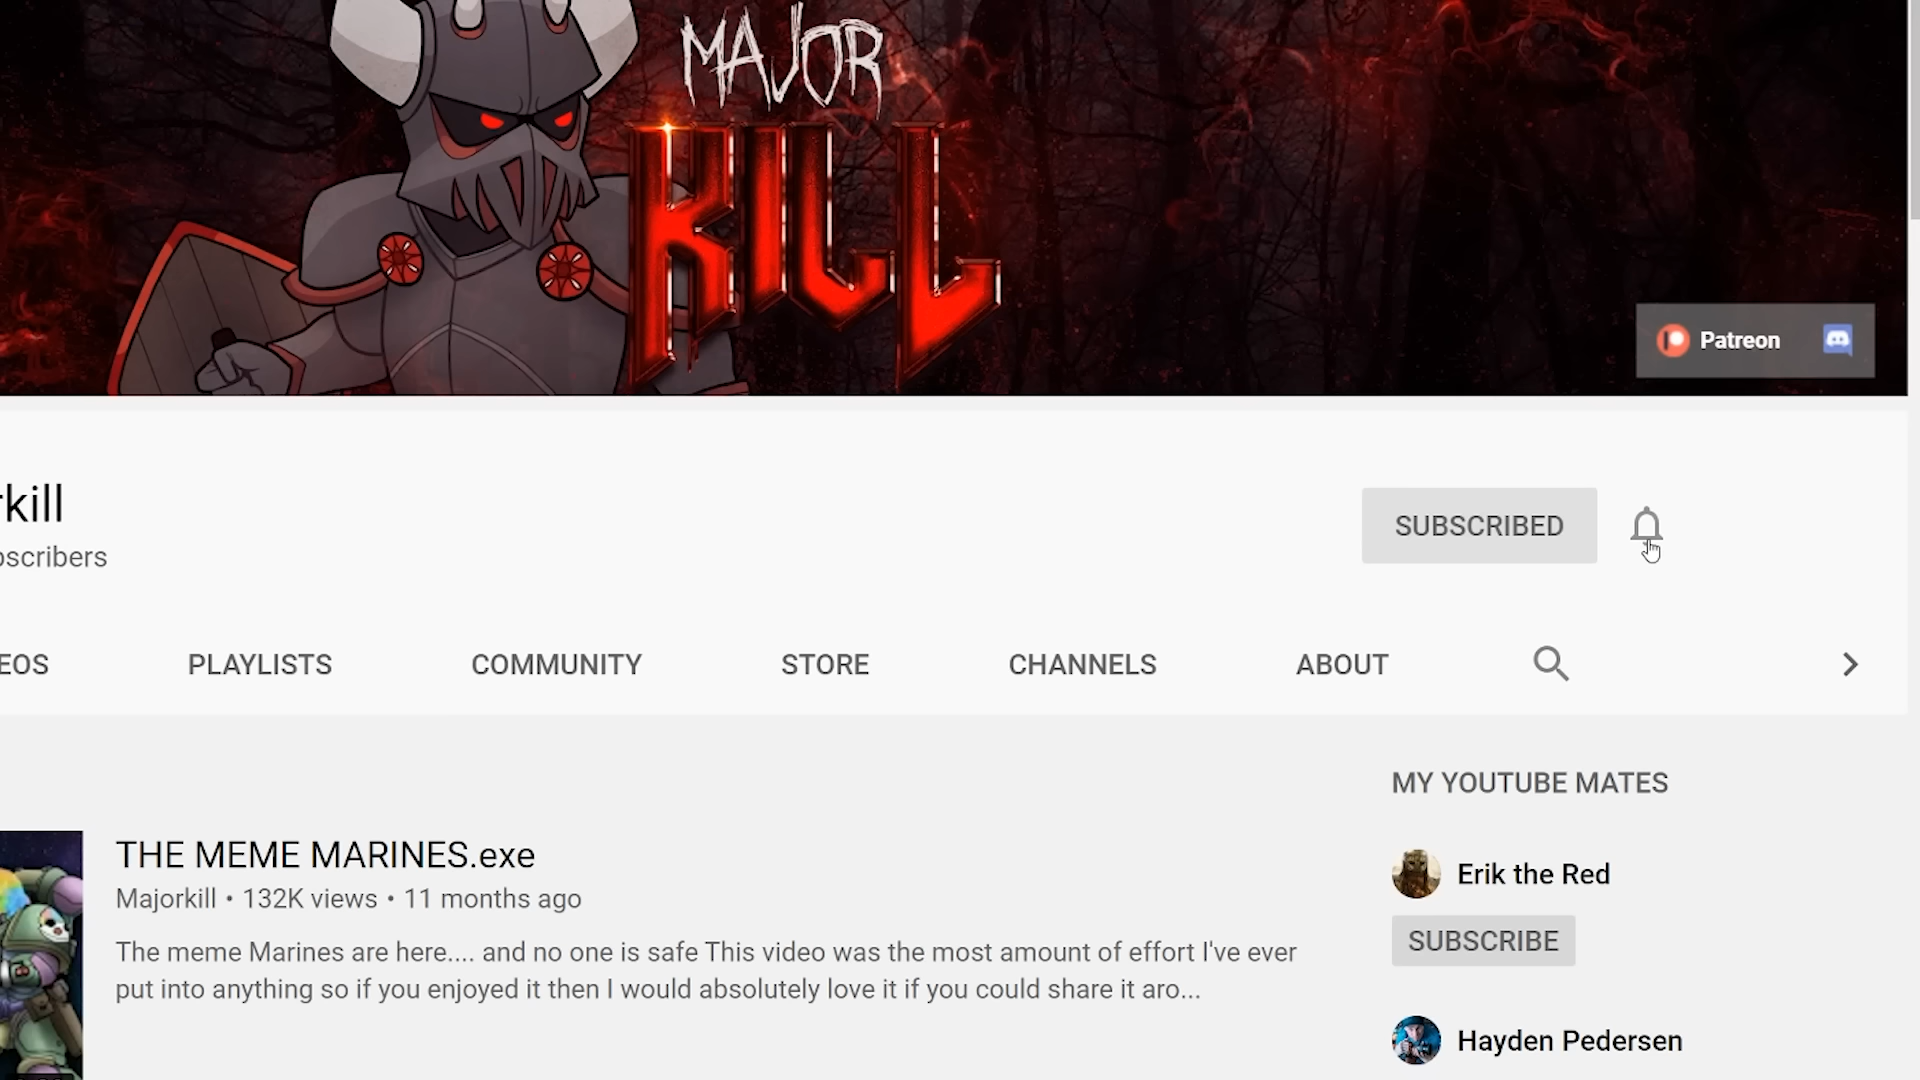 MAJOR
KILL
Patreon
rkill
SUBSCRIBED
bscribers
EOS
PLAYLISTS
COMMUNITY
STORE
CHANNELS
ABOUT
MY YOUTUBE MATES
THE MEME MARINES.exe
Erik the Red
Majorkill • 132K views • 11 months ago
SUBSCRIBE
The meme Marines are here.... and no one is safe This video was the most amount of effort I've ever
put into anything so if you enjoyed it then I would absolutely love it if you could share it aro...
Hayden Pedersen